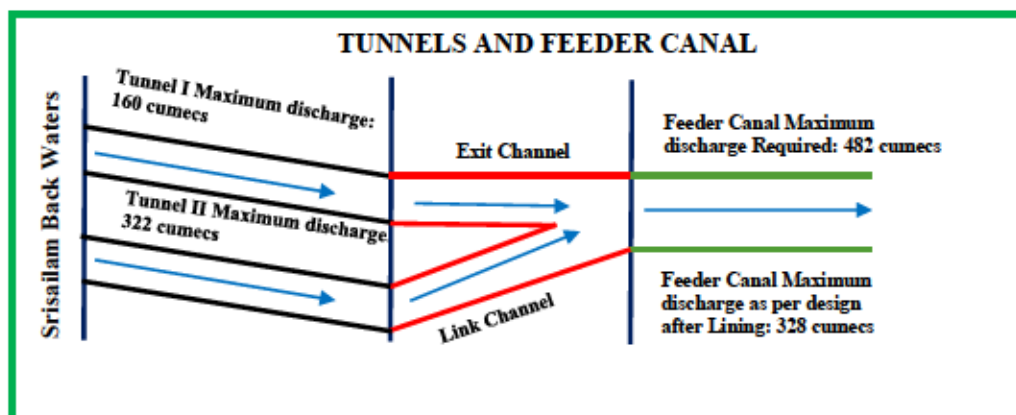 TUNNELS AND FEEDER CANAL
Srisailam Back Waters
Tunnel I Maximum discharge:
160 cumecs
Tunnel II Maximum discharge
322 cumecs
Exit Channel
Link Channel
Feeder Canal Maximum
discharge Required: 482 cumecs
Feeder Canal Maximum
discharge as per design
after Lining: 328 cumecs